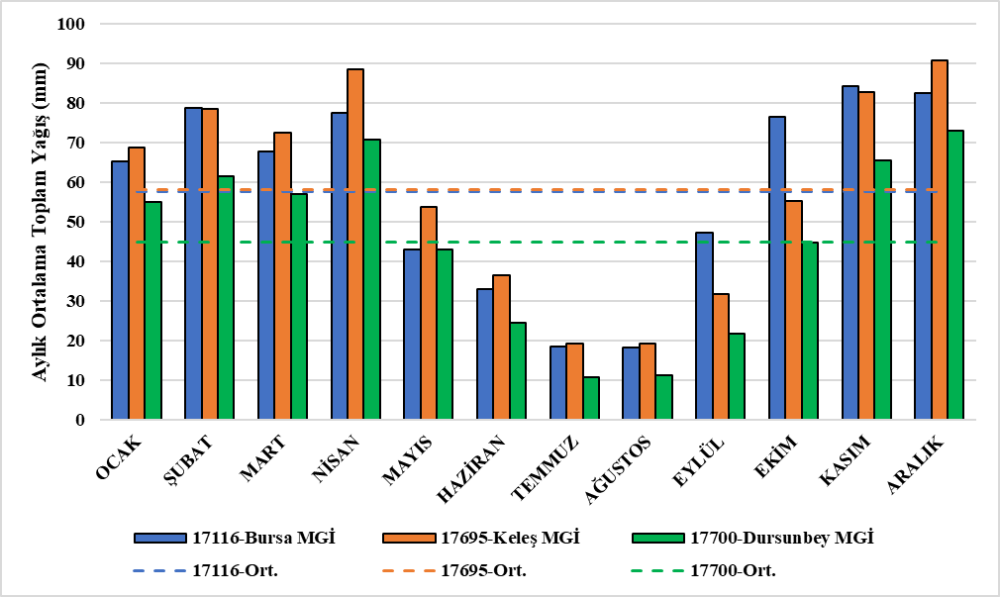 Aylık Ortalama Toplam Yağış (mm)
100
90
80
70
60
50
40
30
20
10
0
OCAK
ŞUBAT
MART
NİSAN
MAYIS
HAZİRAN
TEMMUZ
AĞUSTOS
EYLÜL
EKİM
KASIM
ARALIK
17116-Bursa MGİ
17695-Keleş MGİ
17700-Dursunbey MGİ
17116-Ort.
17695-Ort.
17700-Ort.